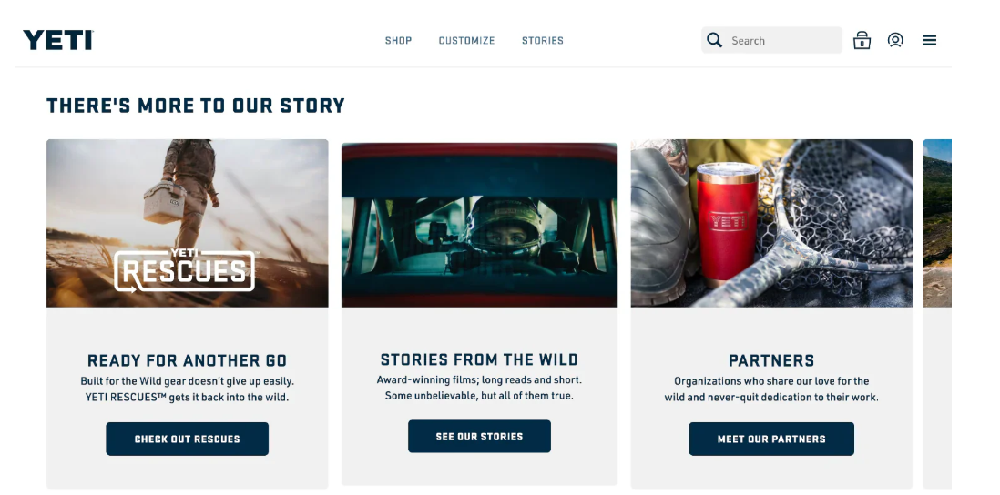 YETI
SHOP CUSTOMIZE STORIES
Search
0
THERE'S MORE TO OUR STORY
YETI
RESCUES
YETI
READY FOR ANOTHER GO
Built for the Wild gear doesn't give up easily.
YETI RESCUES™ gets it back into the wild.
CHECK OUT RESCUES
STORIES FROM THE WILD
Award-winning films; long reads and short.
Some unbelievable, but all of them true.
SEE OUR STORIES
PARTNERS
Organizations who share our love for the
wild and never-quit dedication to their work.
MEET OUR PARTNERS